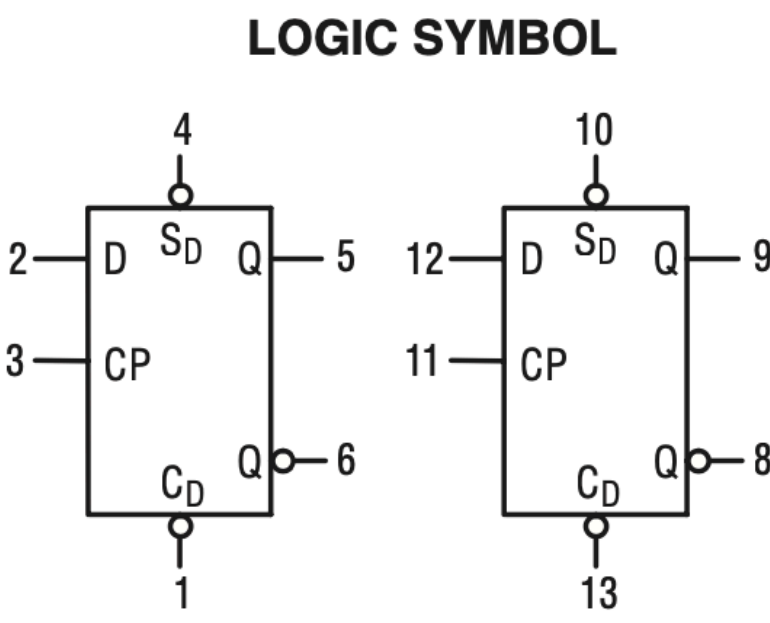 LOGIC SYMBOL
4 10
SD SD
2 D Q 5 12 D Q 9
3 CP 11 CP
Q 6 Q 8
CD CD
1 13